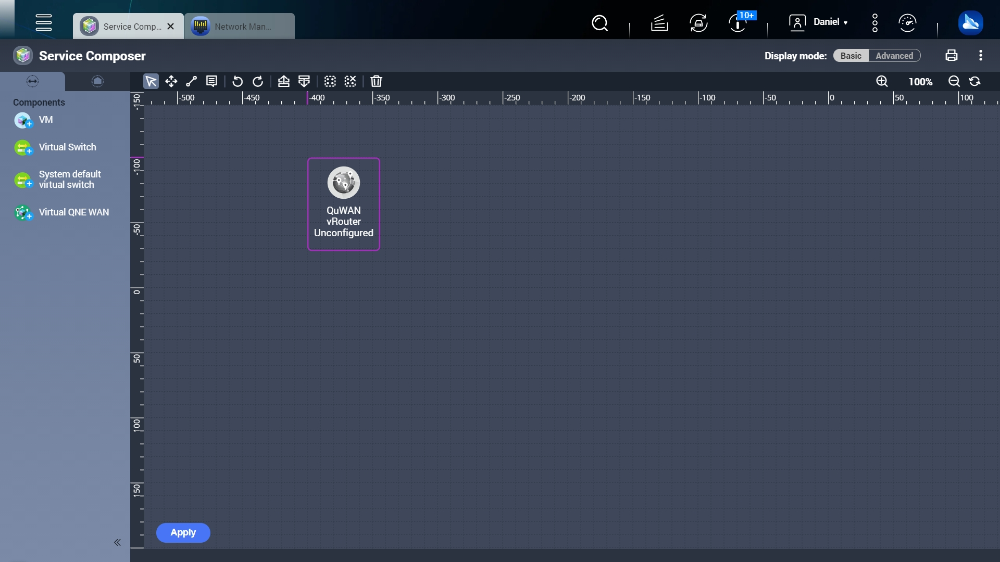 Service Comp...
Network Man...
10+
Daniel
Service Composer
Display mode: Basic Advanced
100%
Components
VM
Virtual Switch
System default
virtual switch
Virtual QNE WAN
-500 -450 -400 -350 -300 -250 -200 -150 -100 -50 0 50 100
-150
-100
-50
0
50
100
150
QuWAN
vRouter
Unconfigured
Apply